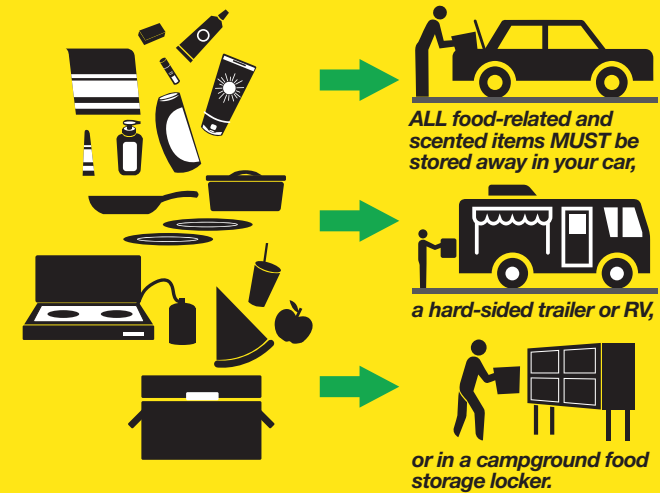 ALL food-related and
scented items MUST be
stored away in your car,
a hard-sided trailer or RV,
or in a campground food
storage locker.